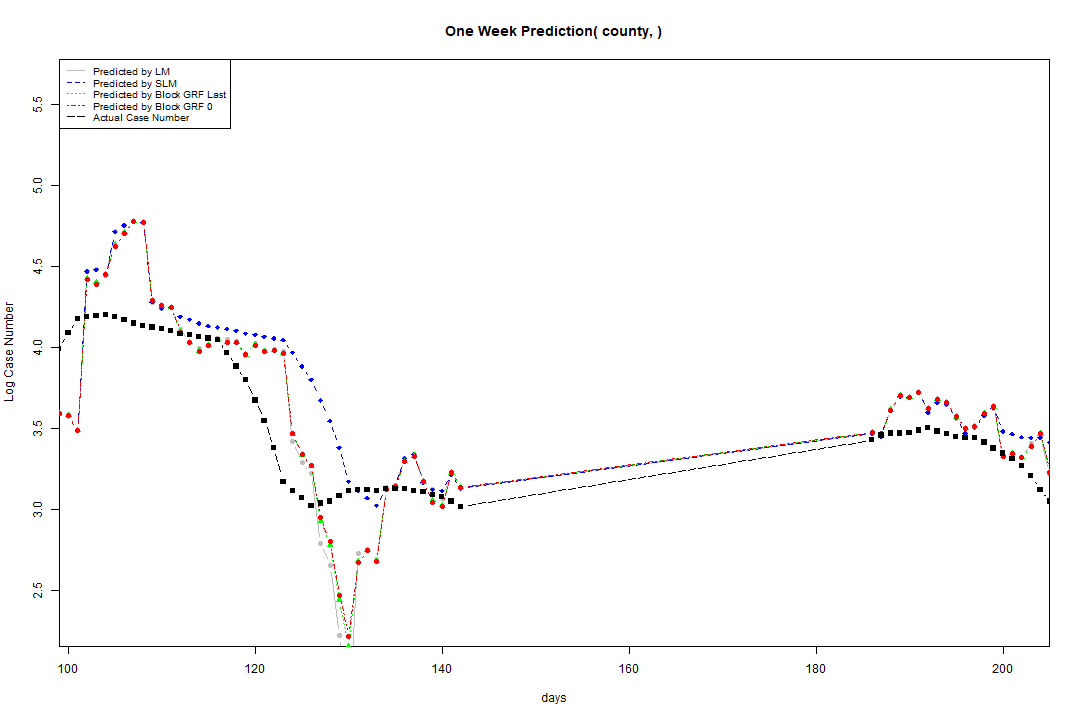 One Week Prediction( county, )
Predicted by LM
Predicted by SLM
Predicted by Block GRF Last
Predicted by Block GRF 0
Actual Case Number
5.5
5.0
4.5
4.0
3.5
3.0
2.5
Log Case Number
100 120 140 160 180 200
days